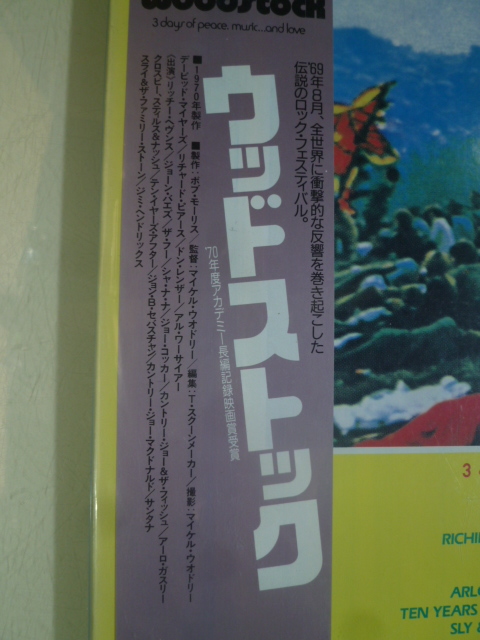 WOODSTOCK
3 days of peace, music...and love
'69年8月、全世界に衝撃的な反響を巻き起こした
伝説のロック・フェスティバル。
ウッドストック
'70年度アカデミー長編記録映画賞受賞
■1970年製作 ■製作:ボブ・モーリス/監督:マイケル・ウオドリー/編集:T・スクーンメーカー/撮影:マイケル・ウオドリー
デービッド・マイヤーズ/リチャード・ピアース/ドン・レンザー/アル・ワーサイアー
〈出演〉リッチー・ヘヴンス/ジョーン・バエズ/ザ・フー/シャ・ナ・ナ/ジョー・コッカー/カントリー・ジョー&ザ・フィッシュ/アーロ・ガスリー
クロスビー、スティルス&ナッシュ/テン・イヤーズ・アフター/ジョン・B・セバスチャン/カントリー・ジョー・マクドナルド/サンタナ
スライ&ザ・ファミリー・ストーン/ジミ・ヘンドリックス
3
RICHIE
ARLO
TEN YEARS
SLY &